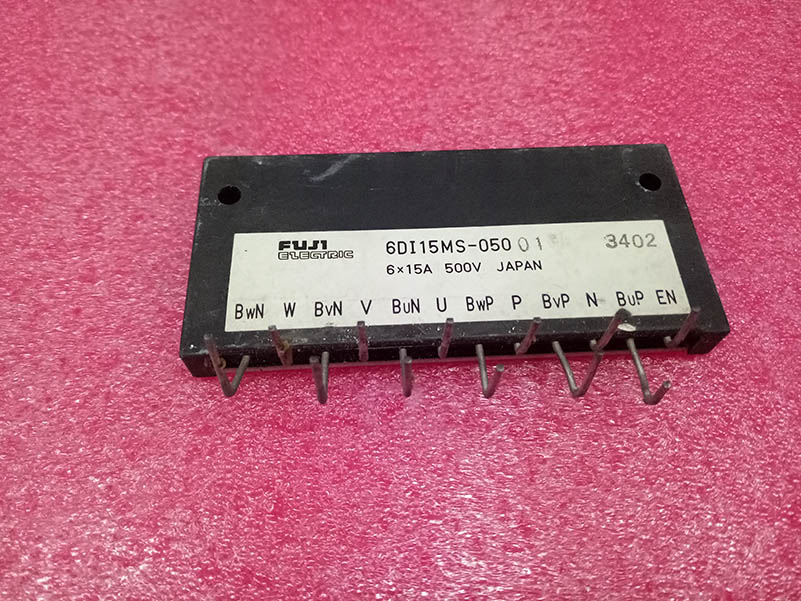 FUJI ELECTRIC
6DI15MS-050 01 3402
6×15A 500V JAPAN
BWN W BVN V BUN U BWP P BVP N BUP EN